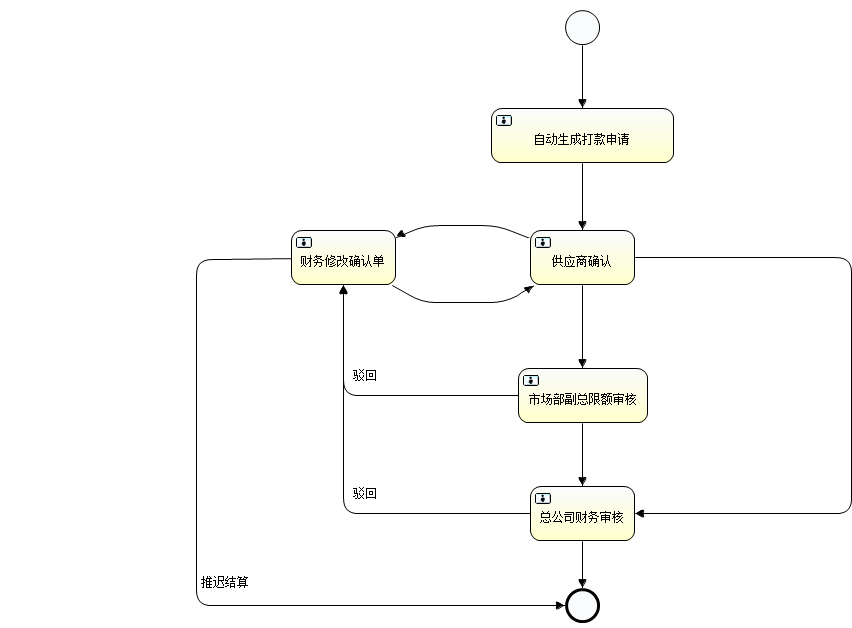 自动生成打款申请
财务修改确认单
供应商确认
驳回
市场部副总限额审核
驳回
总公司财务审核
推迟结算